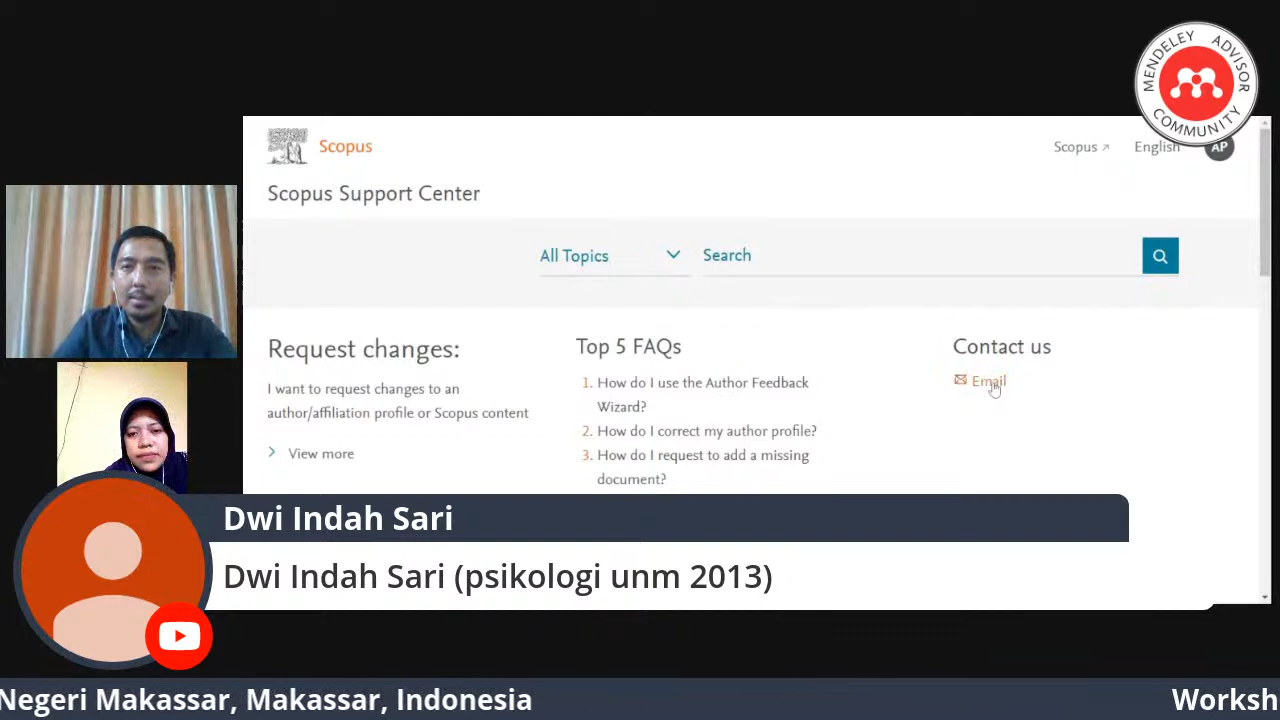 MENDELEY ADVISOR
COMMUNITY
Scopus
Scopus
English
AP
Scopus Support Center
All Topics
Search
Request changes:
I want to request changes to an
author/affiliation profile or Scopus content
View more
Top 5 FAQs
1. How do I use the Author Feedback
Wizard?
2. How do I correct my author profile?
3. How do I request to add a missing
document?
Contact us
Email
Dwi Indah Sari
Dwi Indah Sari (psikologi unm 2013)
Negeri Makassar, Makassar, Indonesia
Worksh